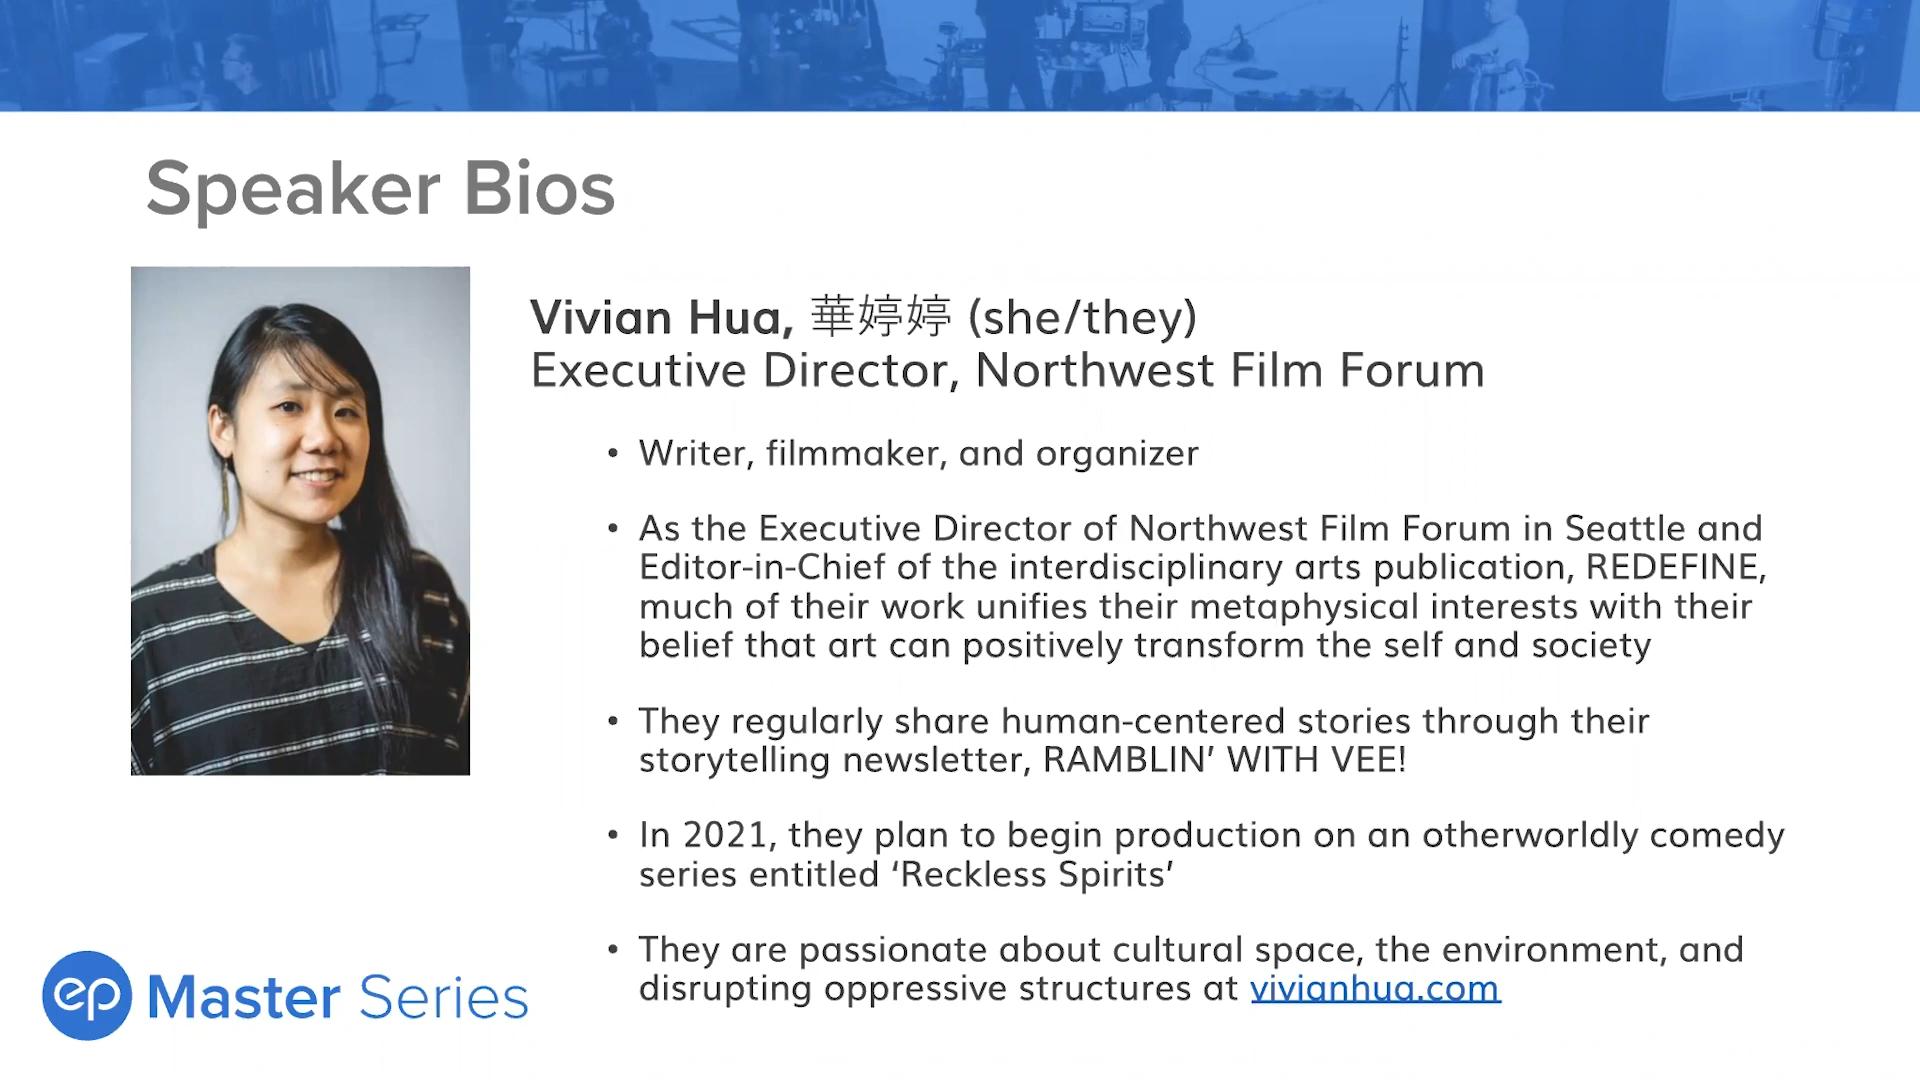 Speaker Bios
Vivian Hua, 華婷婷 (she/they)
Executive Director, Northwest Film Forum
• Writer, filmmaker, and organizer
• As the Executive Director of Northwest Film Forum in Seattle and
Editor-in-Chief of the interdisciplinary arts publication, REDEFINE,
much of their work unifies their metaphysical interests with their
belief that art can positively transform the self and society
• They regularly share human-centered stories through their
storytelling newsletter, RAMBLIN’ WITH VEE!
• In 2021, they plan to begin production on an otherworldly comedy
series entitled ‘Reckless Spirits’
• They are passionate about cultural space, the environment, and
disrupting oppressive structures at vivianhua.com
ep Master Series